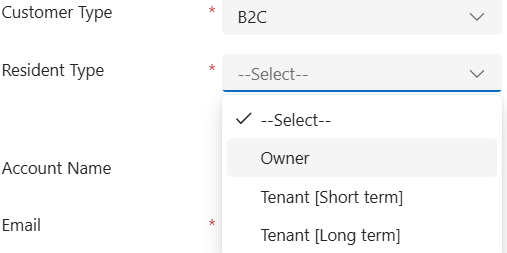 Customer Type * B2C
Resident Type * --Select--
--Select--
Owner
Account Name
Tenant [Short term]
Email *
Tenant [Long term]